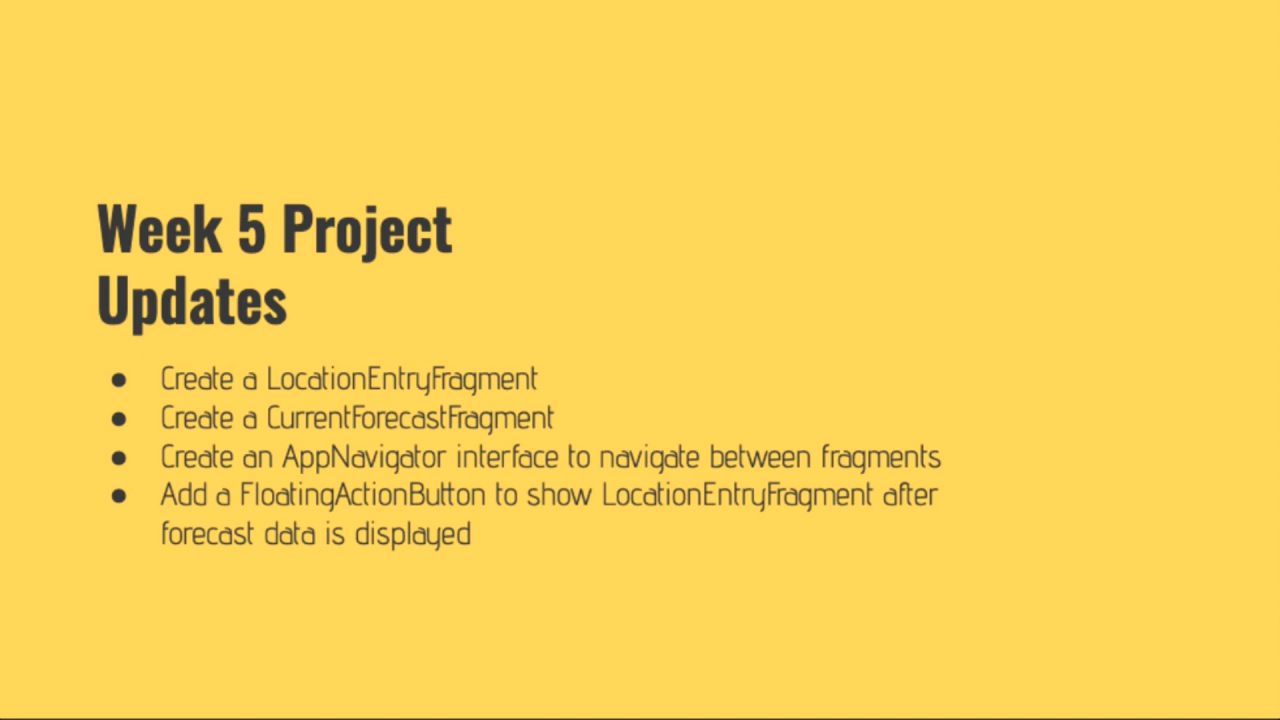 Week 5 Project
Updates
● Create a LocationEntryFragment
● Create a CurrentForecastFragment
● Create an AppNavigator interface to navigate between fragments
● Add a FloatingActionButton to show LocationEntryFragment after
forecast data is displayed